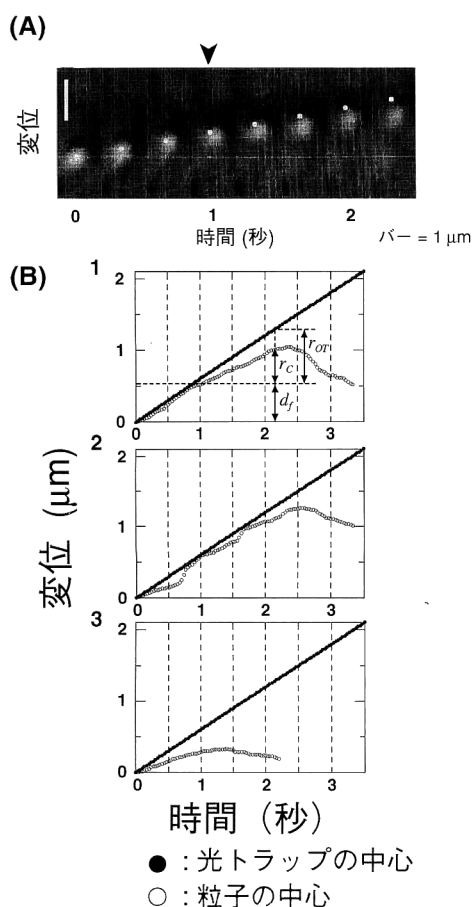 (A)
変位
0 1 2
時間 (秒) バー = 1 μm
(B)
1
2
1
0
0 1 2 3
r_OT
r_C
d_f
2
2
1
0
0 1 2 3
3
2
1
0
0 1 2 3
変位 (μm)
時間 (秒)
● : 光トラップの中心
○ : 粒子の中心